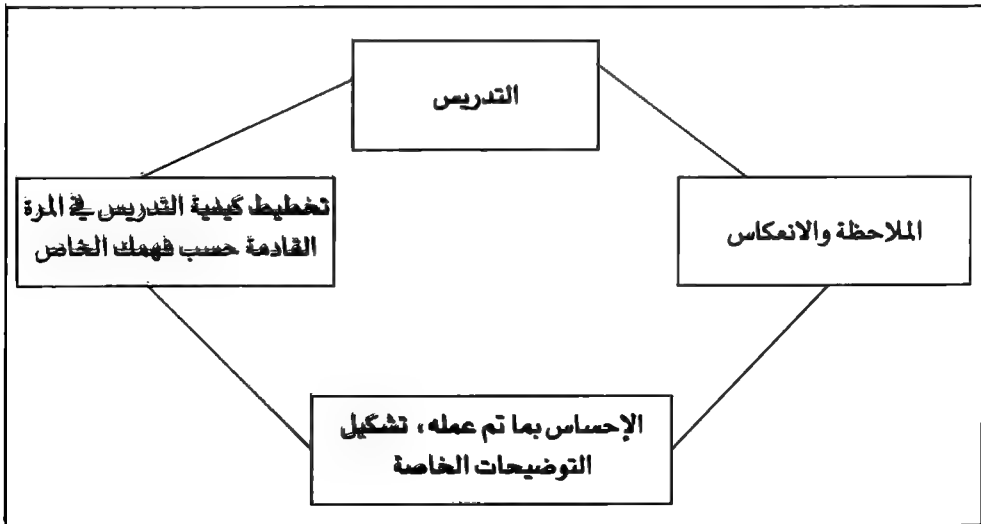 التدريس
الملاحظة والانعكاس
تخطيط كيفية التدريس في المرة
القادمة حسب فهمك الخاص
الإحساس بما تم عمله، تشكيل
التوضيحات الخاصة